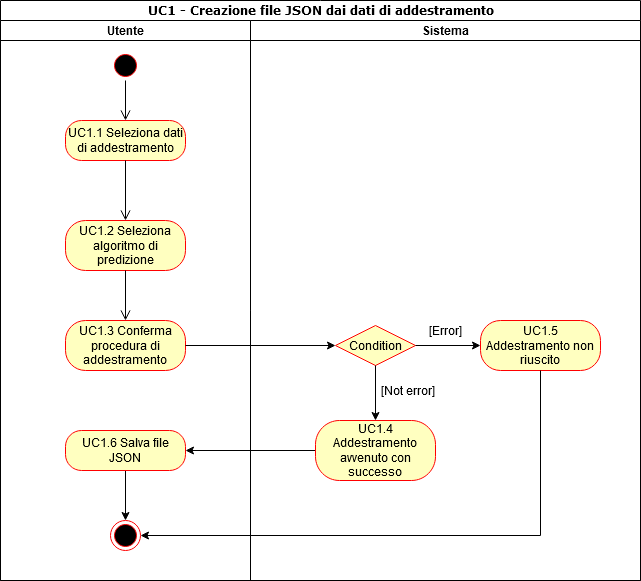 UC1 - Creazione file JSON dai dati di addestramento
Utente
Sistema
UC1.1 Seleziona dati
di addestramento
UC1.2 Seleziona
algoritmo di
predizione
UC1.3 Conferma
procedura di
addestramento
Condition
[Error]
UC1.5
Addestramento non
riuscito
[Not error]
UC1.4
Addestramento
avvenuto con
successo
UC1.6 Salva file
JSON